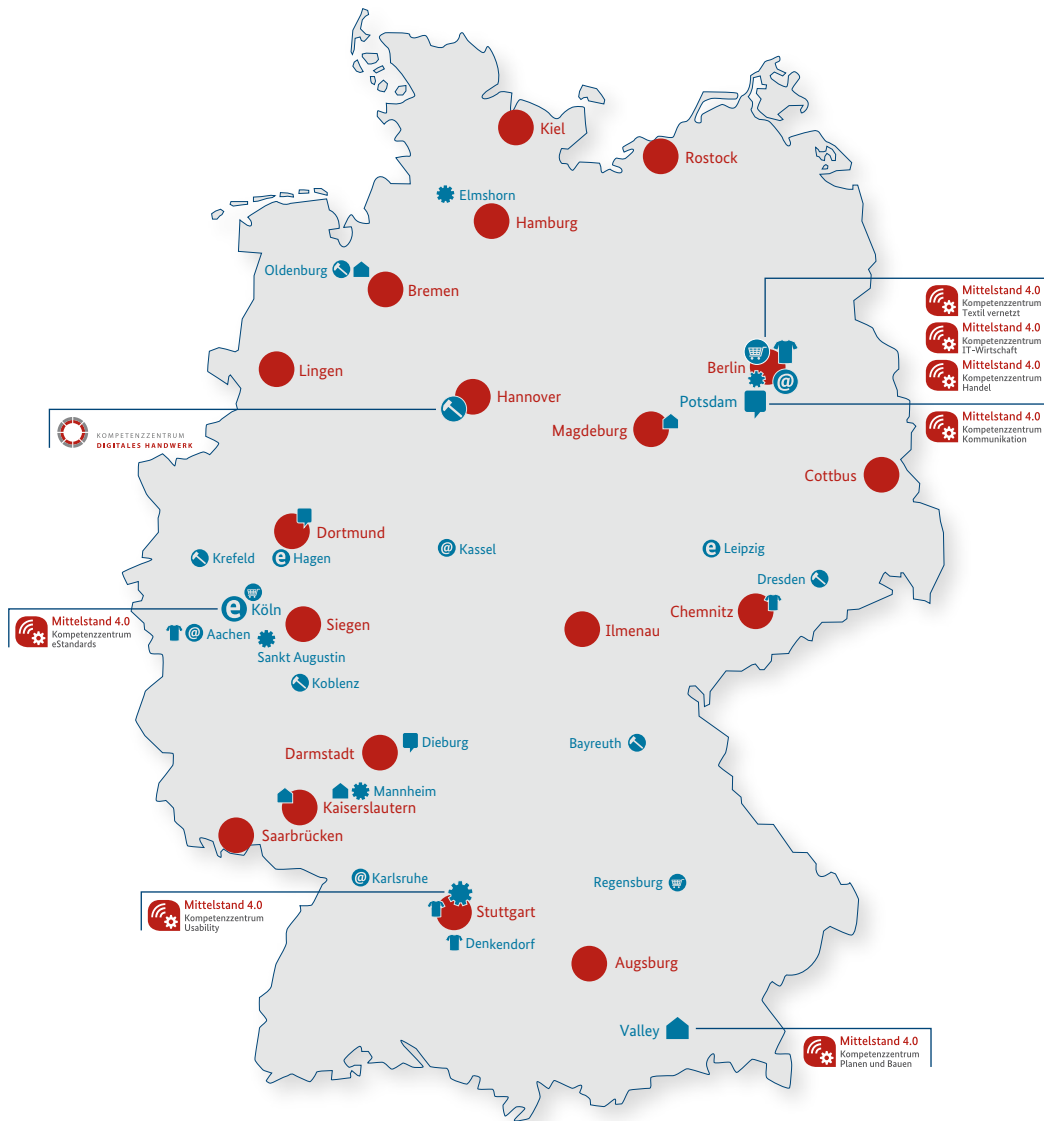 Kiel
Rostock
Elmshorn
Hamburg
Oldenburg
Bremen
Mittelstand 4.0
Kompetenzzentrum
Textil vernetzt
Mittelstand 4.0
Kompetenzzentrum
IT-Wirtschaft
Mittelstand 4.0
Kompetenzzentrum
Handel
Lingen
Berlin
@
Hannover
Potsdam
Mittelstand 4.0
Kompetenzzentrum
Kommunikation
KOMPETENZZENTRUM
DIGITALES HANDWERK
Magdeburg
Cottbus
Dortmund
Krefeld
e Hagen
@ Kassel
e Leipzig
Dresden
e Köln
Mittelstand 4.0
Kompetenzzentrum
eStandards
Chemnitz
@ Aachen
Siegen
Ilmenau
Sankt Augustin
Koblenz
Dieburg
Bayreuth
Darmstadt
Mannheim
Kaiserslautern
Saarbrücken
@ Karlsruhe
Regensburg
Mittelstand 4.0
Kompetenzzentrum
Usability
Stuttgart
Denkendorf
Augsburg
Valley
Mittelstand 4.0
Kompetenzzentrum
Planen und Bauen